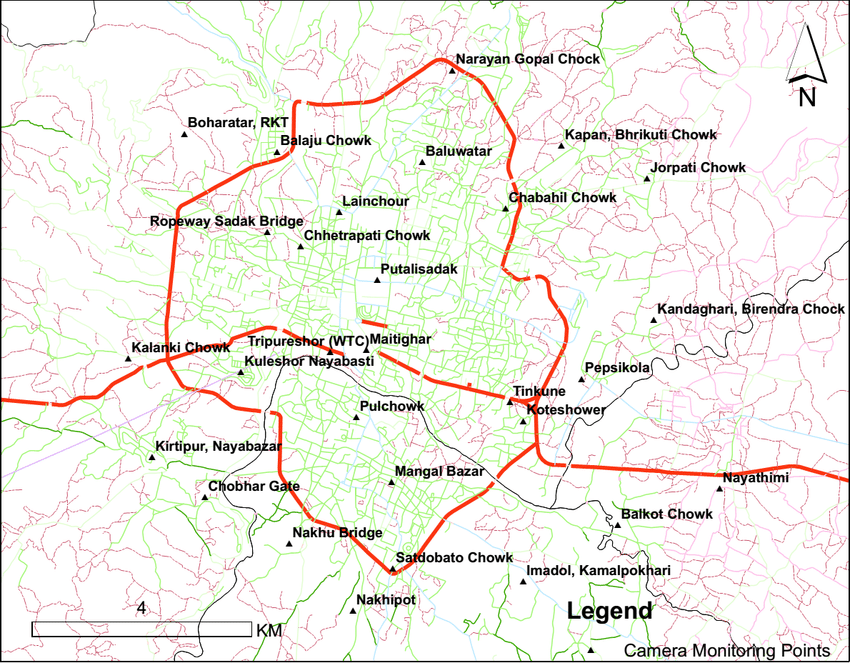 Narayan Gopal Chock
N
Boharatar, RKT
Kapan, Bhrikuti Chowk
Balaju Chowk
Baluwatar
Jorpati Chowk
Lainchour
Chabahil Chowk
Ropeway Sadak Bridge
Chhetrapati Chowk
Putalisadak
Kandaghari, Birendra Chock
Tripureshor (WTC)
Maitighar
Kalanki Chowk
Kuleshor Nayabasti
Pepsikola
Tinkune
Pulchowk
Koteshower
Kirtipur, Nayabazar
Mangal Bazar
Nayathimi
Chobhar Gate
Balkot Chowk
Nakhu Bridge
Satdobato Chowk
Imadol, Kamalpokhari
Nakhipot
4
KM
Legend
Camera Monitoring Points